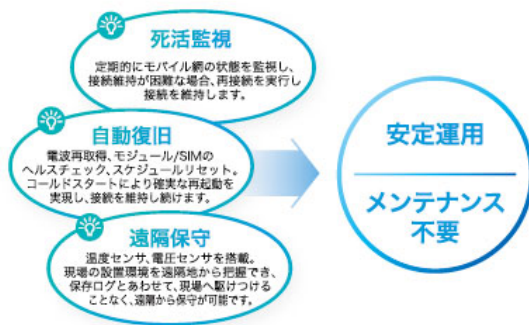 死活監視
定期的にモバイル網の状態を監視し、
接続維持が困難な場合、再接続を実行し
接続を維持します。
自動復旧
電波再取得、モジュール/SIMの
ヘルスチェック、スケジュールリセット。
コールドスタートにより確実な再起動を
実現し、接続を維持し続けます。
遠隔保守
温度センサ、電圧センサを搭載。
現場の設置環境を遠隔地から把握でき、
保存ログとあわせて、現場へ駆けつける
ことなく、遠隔から保守が可能です。
安定運用
メンテナンス
不要